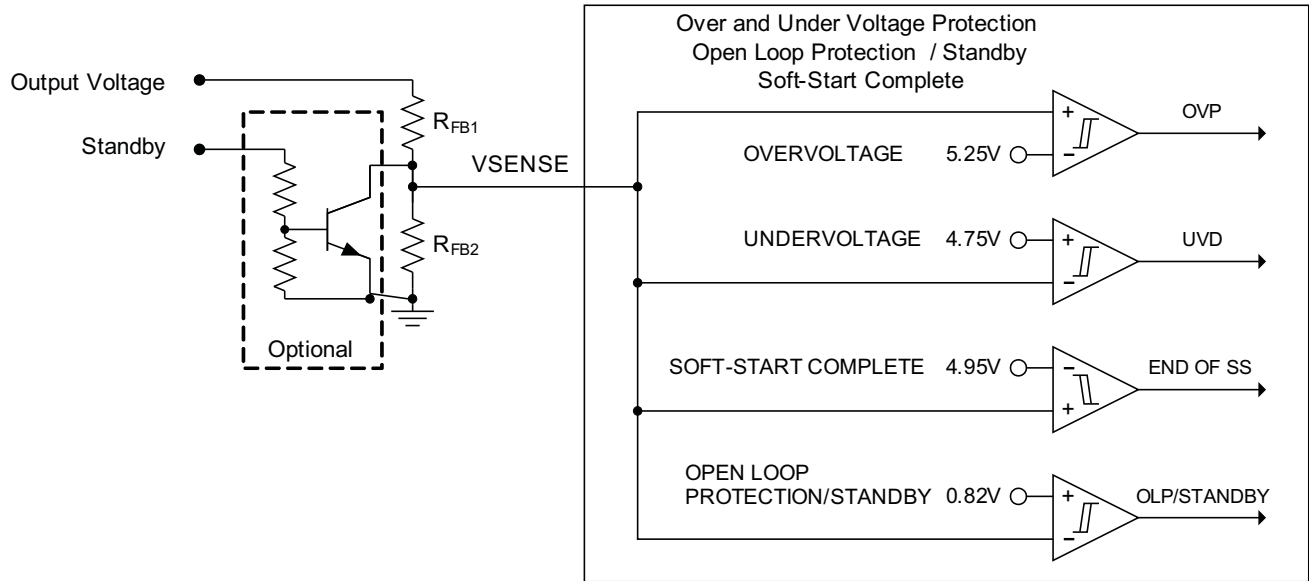 Over and Under Voltage Protection
Open Loop Protection / Standby
Soft-Start Complete
Output Voltage
Standby
Optional
RFB1
RFB2
VSENSE
OVERVOLTAGE 5.25V
+
−
OVP
UNDERVOLTAGE 4.75V
+
−
UVD
SOFT-START COMPLETE 4.95V
−
+
END OF SS
OPEN LOOP
PROTECTION/STANDBY 0.82V
+
−
OLP/STANDBY